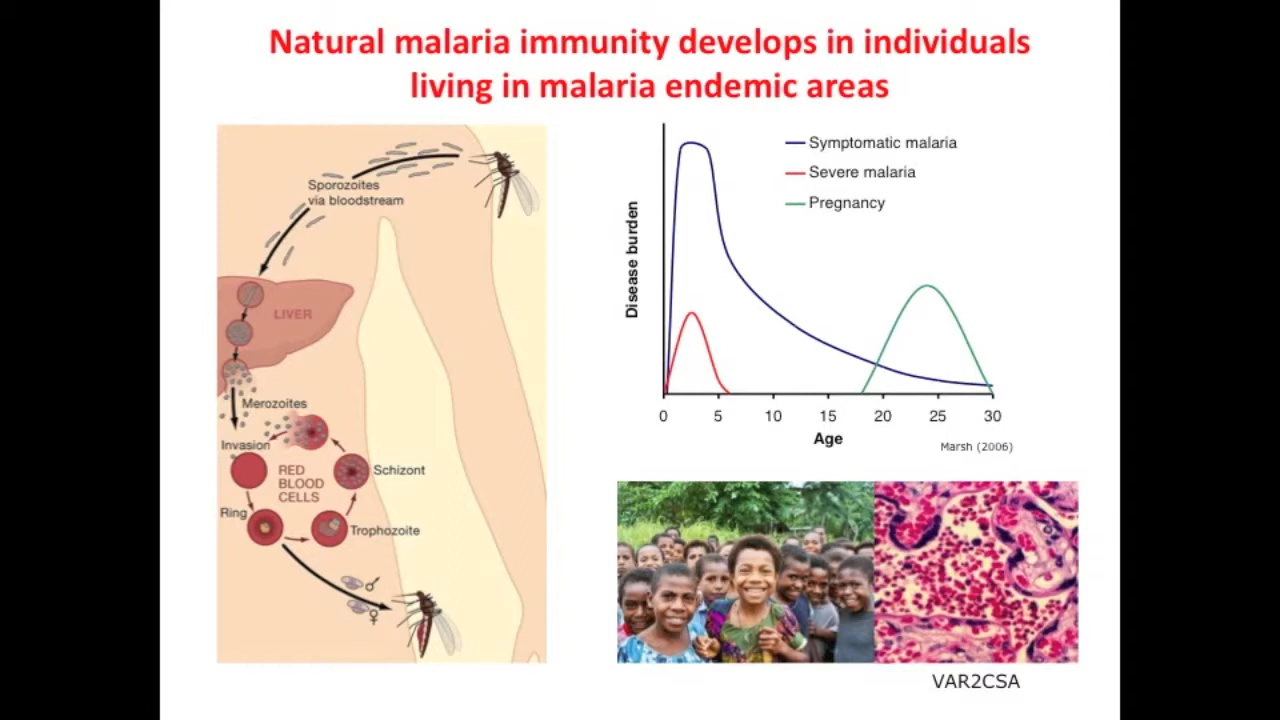 Natural malaria immunity develops in individuals
living in malaria endemic areas
Sporozoites
via bloodstream
LIVER
Merozoites
Invasion
RED
BLOOD
CELLS
Schizont
Ring
Trophozoite
♂
♀
Symptomatic malaria
Severe malaria
Pregnancy
Disease burden
0 5 10 15 20 25 30
Age
Marsh (2006)
VAR2CSA